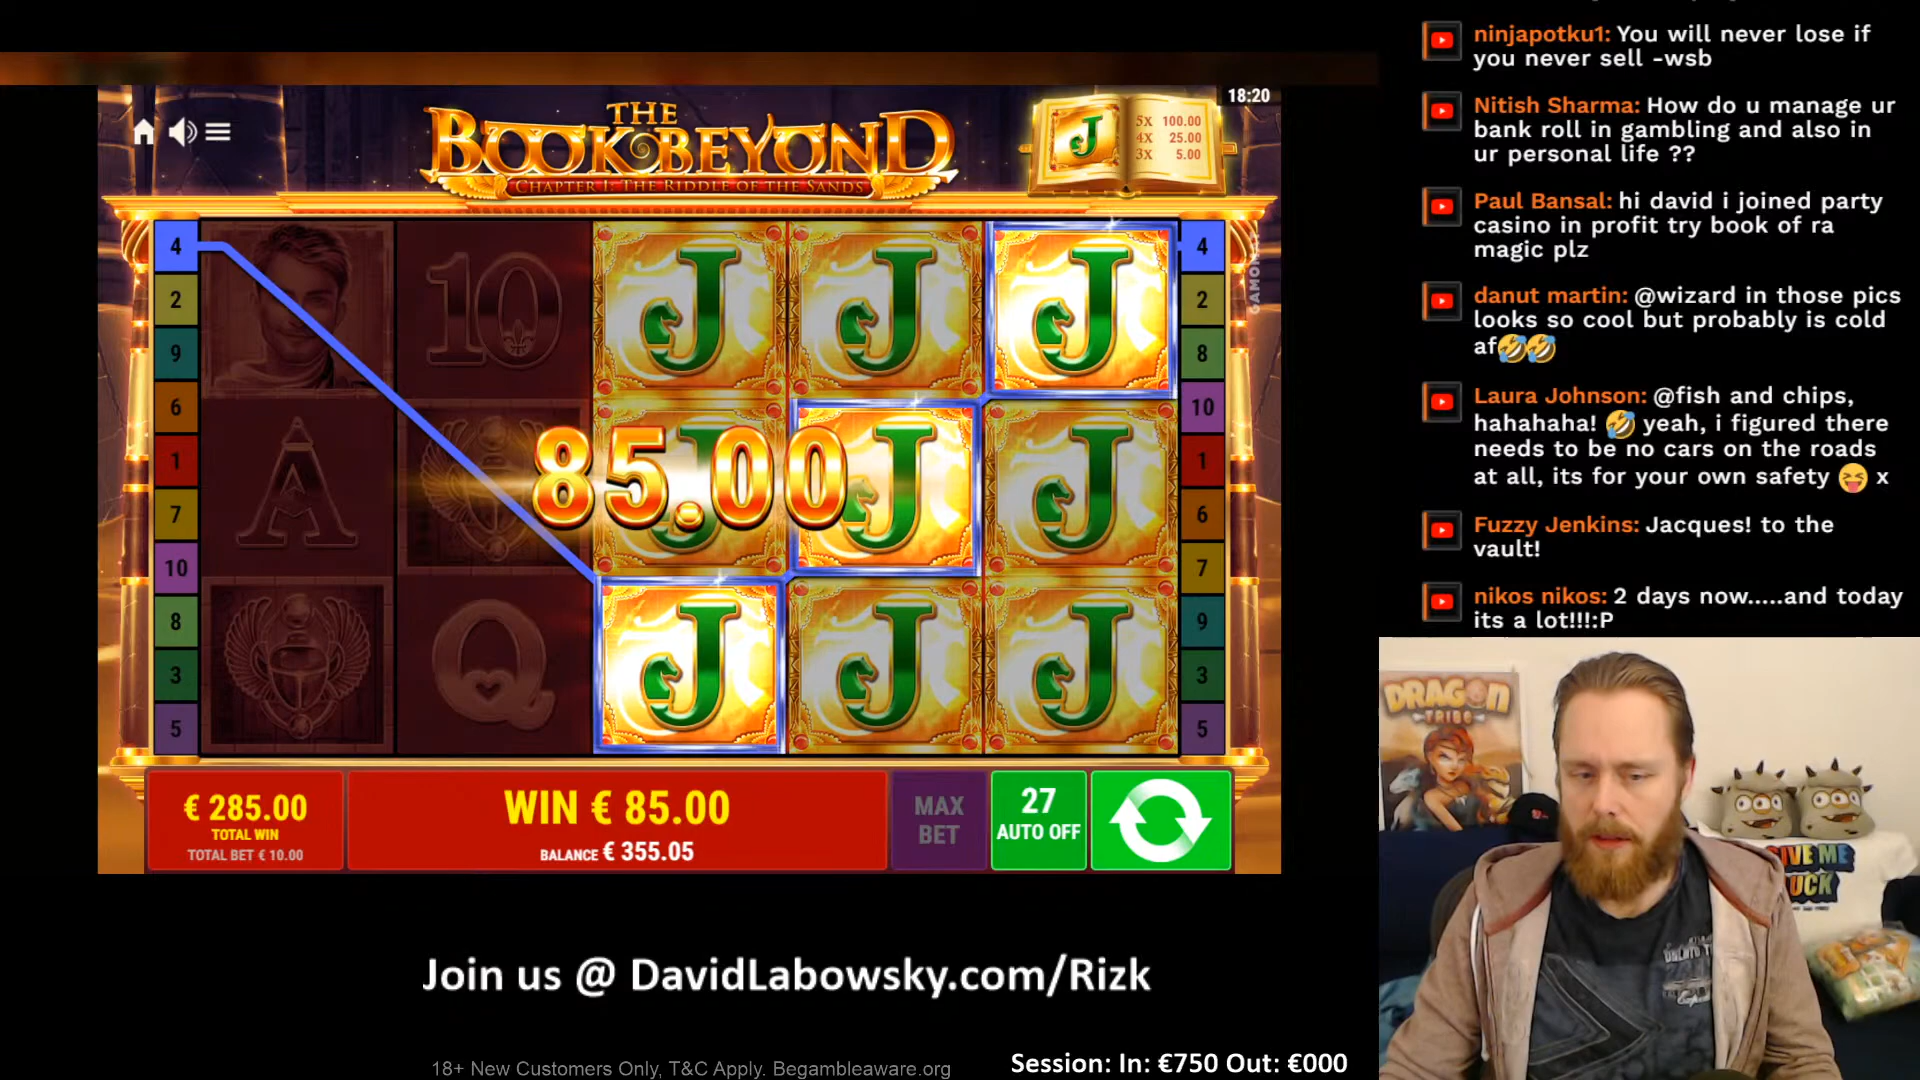 THE
BOOK BEYOND
CHAPTER I: THE RIDDLE OF THE SANDS
18:20
J
5X 100.00
4X 25.00
3X 5.00
GAMOMAT
4
2
9
6
1
7
10
8
3
5
10
J J J
A
85.00
J J J
Q
J J J
4
2
8
10
1
6
7
9
3
5
€ 285.00
TOTAL WIN
TOTAL BET € 10.00
WIN € 85.00
BALANCE € 355.05
MAX
BET
27
AUTO OFF
Join us @ DavidLabowsky.com/Rizk
18+ New Customers Only, T&C Apply. Begambleaware.org
Session: In: €750 Out: €000
ninjapotku1: You will never lose if
you never sell -wsb
Nitish Sharma: How do u manage ur
bank roll in gambling and also in
ur personal life ??
Paul Bansal: hi david i joined party
casino in profit try book of ra
magic plz
danut martin: @wizard in those pics
looks so cool but probably is cold
af🤣🤣
Laura Johnson: @fish and chips,
hahahaha! 🤣 yeah, i figured there
needs to be no cars on the roads
at all, its for your own safety 😝 x
Fuzzy Jenkins: Jacques! to the
vault!
nikos nikos: 2 days now.....and today
its a lot!!!:P
DRAGON
TRIBE
GIVE ME
LUCK